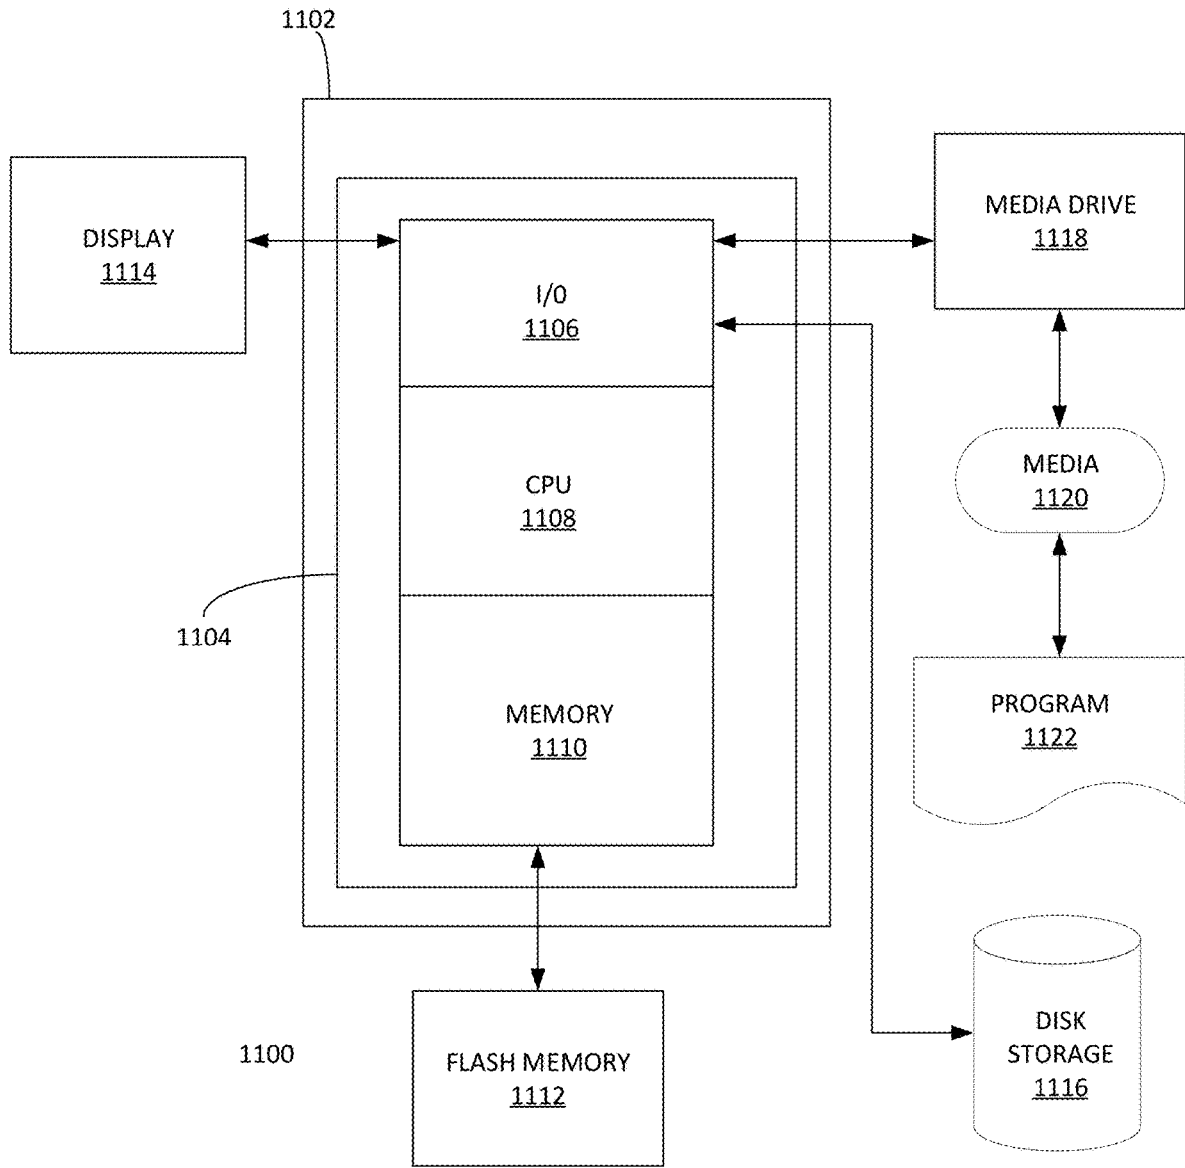 1102
DISPLAY
1114
I/0
1106
MEDIA DRIVE
1118
CPU
1108
MEDIA
1120
1104
MEMORY
1110
PROGRAM
1122
1100
FLASH MEMORY
1112
DISK
STORAGE
1116